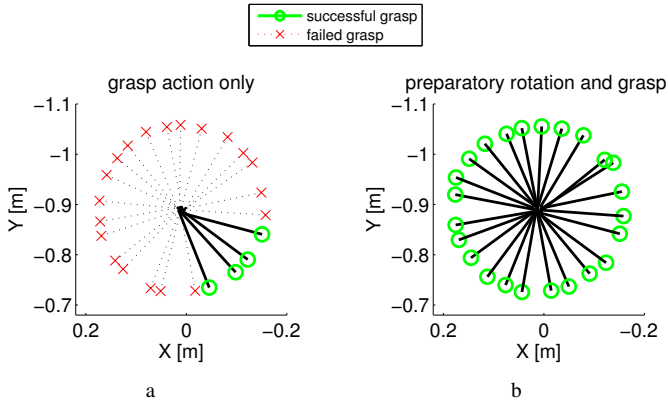 successful grasp
failed grasp
grasp action only
preparatory rotation and grasp
−1.1
−1
−0.9
−0.8
−0.7
Y [m]
0.2
0
−0.2
X [m]
−1.1
−1
−0.9
−0.8
−0.7
Y [m]
0.2
0
−0.2
X [m]
a
b